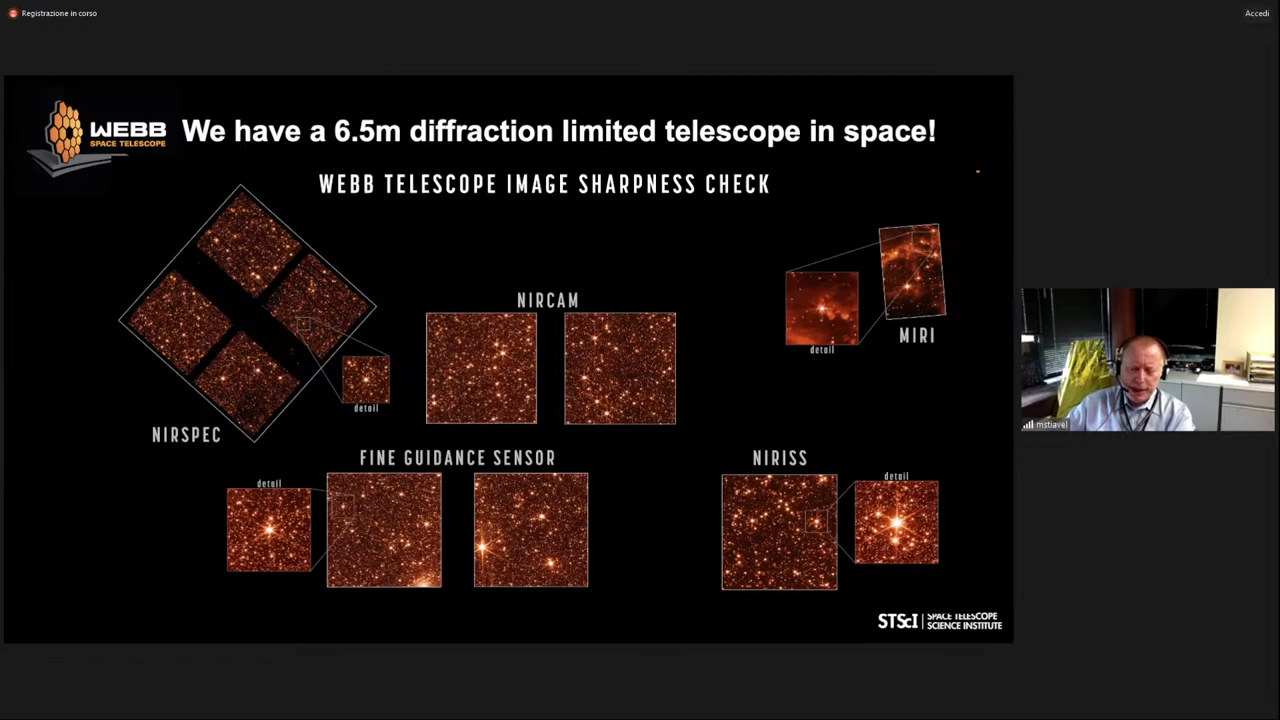 Registrazione in corso
Accedi
WEBB
SPACE TELESCOPE
We have a 6.5m diffraction limited telescope in space!
WEBB TELESCOPE IMAGE SHARPNESS CHECK
NIRSPEC
detail
NIRCAM
detail
MIRI
mstiavel
FINE GUIDANCE SENSOR
detail
NIRISS
detail
STScI | SPACE TELESCOPE
SCIENCE INSTITUTE